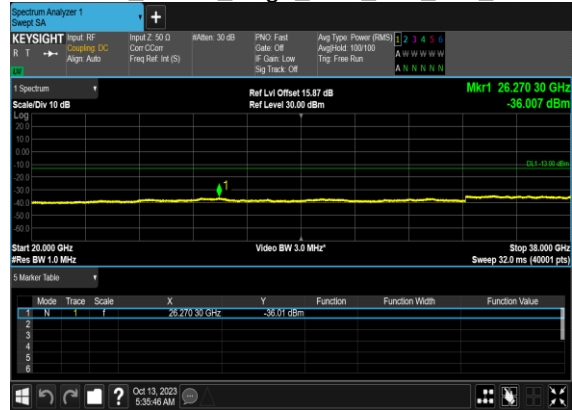 Spectrum Analyzer 1
Swept SA
+
KEYSIGHT
R T
LW
Input: RF
Coupling: DC
Align: Auto
Input Z: 50 Ω
Corr CCorr
Freq Ref: Int (S)
#Atten: 30 dB
PNO: Fast
Gate: Off
IF Gain: Low
Sig Track: Off
Avg Type: Power (RMS)
Avg|Hold: 100/100
Trig: Free Run
1 2 3 4 5 6
A W W W W W
A N N N N N
1 Spectrum
Scale/Div 10 dB
Ref Lvl Offset 15.87 dB
Ref Level 30.00 dBm
Mkr1 26.270 30 GHz
-36.007 dBm
Log
20.0
10.0
0.00
-10.0
-20.0
-30.0
-40.0
-50.0
-60.0
DL1 -13.00 dBm
1
Start 20.000 GHz
#Res BW 1.0 MHz
Video BW 3.0 MHz*
Stop 38.000 GHz
Sweep 32.0 ms (40001 pts)
5 Marker Table
Mode Trace Scale X Y Function Function Width Function Value
1 N 1 f 26.270 30 GHz -36.01 dBm
2
3
4
5
6
?
Oct 13, 2023
5:35:46 AM